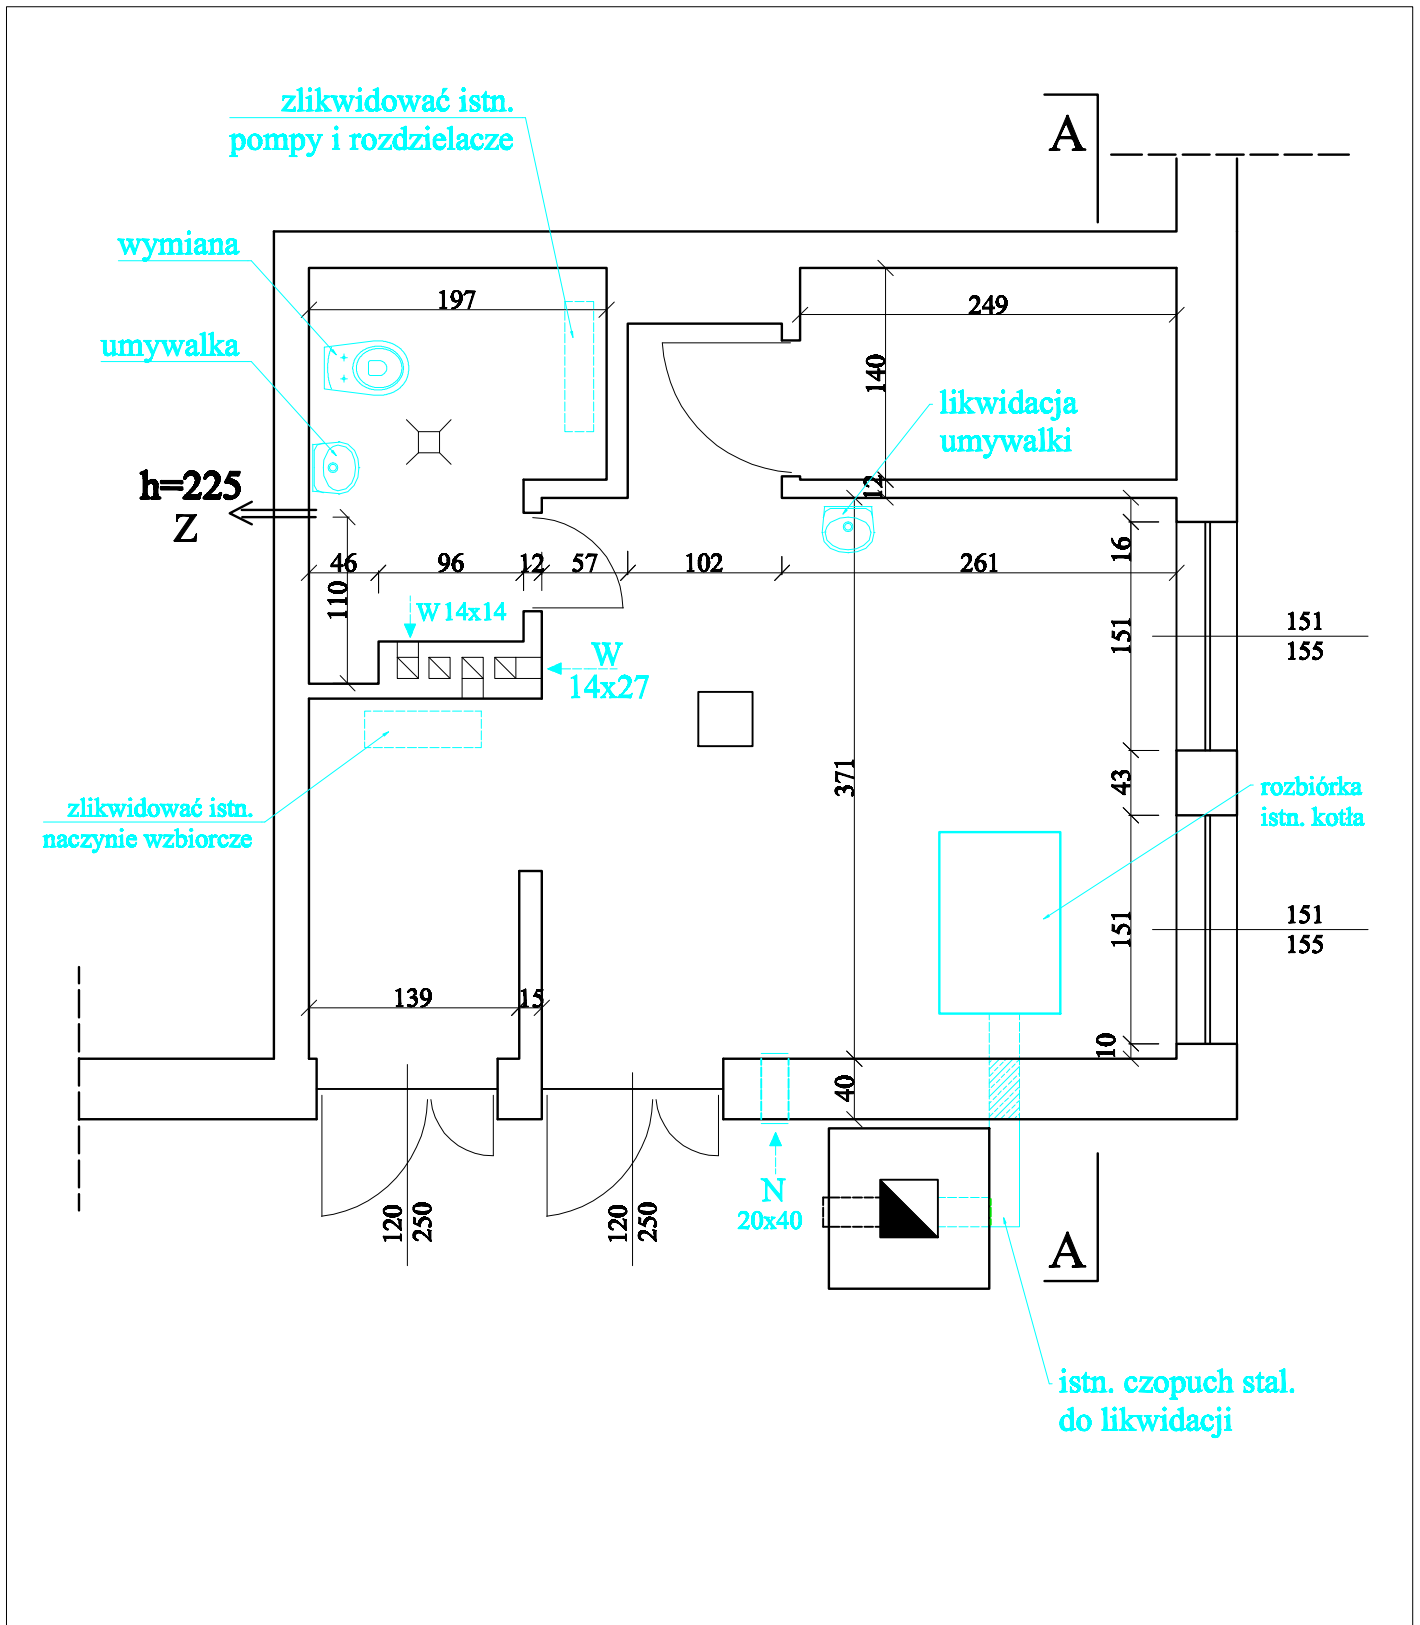 zlikwidować istn.
pompy i rozdzielacze
A
wymiana
197
249
umywalka
140
likwidacja
umywalki
h=225
Z
12
46
96
12
57
102
261
16
110
W 14x14
151
151
155
W
14x27
371
43
zlikwidować istn.
naczynie wzbiorcze
rozbiórka
istn. kotła
151
151
155
139
15
10
40
120
250
120
250
N
20x40
A
istn. czopuch stal.
do likwidacji